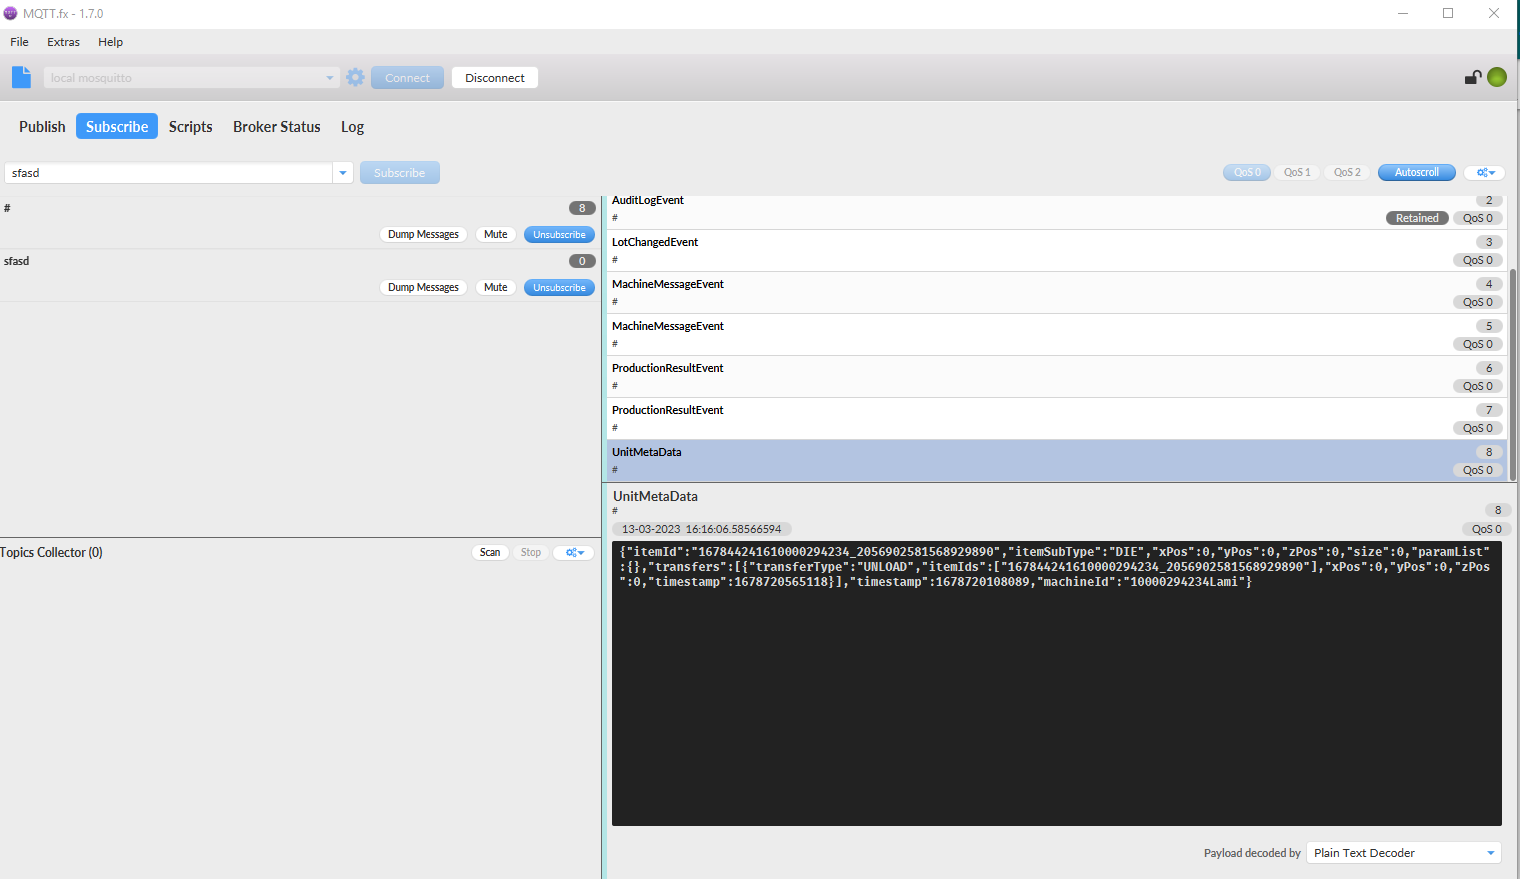 MQTT.fx - 1.7.0
File Extras Help
local mosquitto Connect Disconnect
Publish Subscribe Scripts Broker Status Log
sfasd Subscribe QoS 0 QoS 1 QoS 2 Autoscroll
# 8
Dump Messages Mute Unsubscribe
sfasd 0
Dump Messages Mute Unsubscribe
AuditLogEvent 2
# Retained QoS 0
LotChangedEvent 3
# QoS 0
MachineMessageEvent 4
# QoS 0
MachineMessageEvent 5
# QoS 0
ProductionResultEvent 6
# QoS 0
ProductionResultEvent 7
# QoS 0
UnitMetaData 8
# QoS 0
Topics Collector (0) Scan Stop
UnitMetaData
# 8
13-03-2023 16:16:06.58566594 QoS 0
{"itemId":"167844241610000294234_2056902581568929890","itemSubType":"DIE","xPos":0,"yPos":0,"zPos":0,"size":0,"paramList"
:{},"transfers":[{"transferType":"UNLOAD","itemIds":["167844241610000294234_2056902581568929890"],"xPos":0,"yPos":0,"zPos
":0,"timestamp":1678720565118}],"timestamp":1678720108089,"machineId":"10000294234Lami"}
Payload decoded by Plain Text Decoder